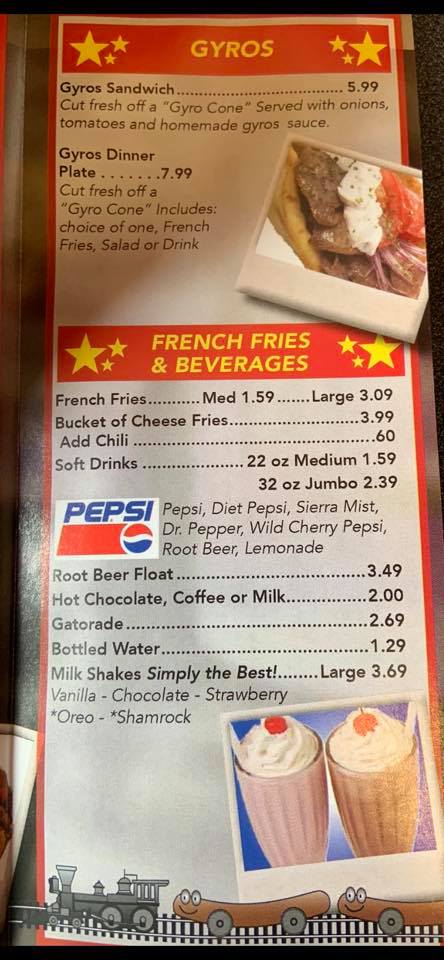 GYROS
Gyros Sandwich................................................. 5.99
Cut fresh off a "Gyro Cone" Served with onions,
tomatoes and homemade gyros sauce.
Gyros Dinner
Plate . . . . . . .7.99
Cut fresh off a
"Gyro Cone" Includes:
choice of one, French
Fries, Salad or Drink
FRENCH FRIES
& BEVERAGES
French Fries...........Med 1.59.......Large 3.09
Bucket of Cheese Fries............................3.99
Add Chili ................................................60
Soft Drinks ......................22 oz Medium 1.59
32 oz Jumbo 2.39
PEPSI
Pepsi, Diet Pepsi, Sierra Mist,
Dr. Pepper, Wild Cherry Pepsi,
Root Beer, Lemonade
Root Beer Float.......................................3.49
Hot Chocolate, Coffee or Milk.................2.00
Gatorade..................................................2.69
Bottled Water...........................................1.29
Milk Shakes Simply the Best!........Large 3.69
Vanilla - Chocolate - Strawberry
*Oreo - *Shamrock